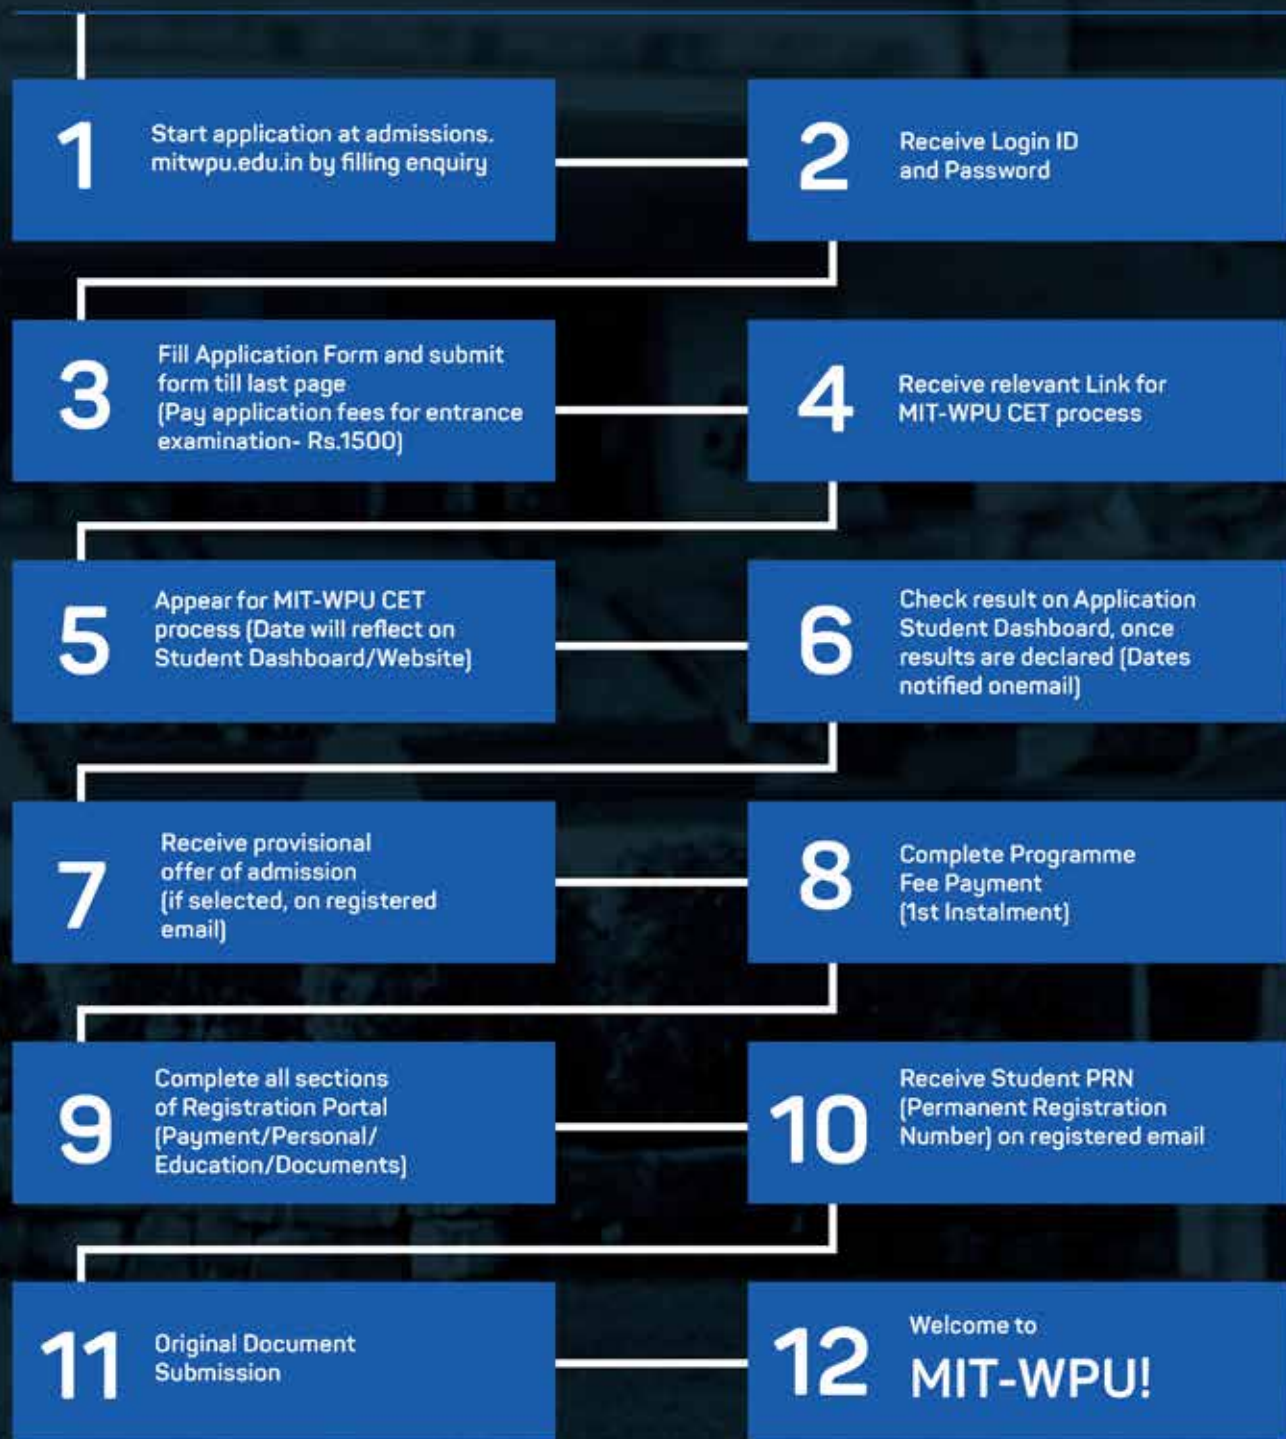 1
Start application at admissions.
mitwpu.edu.in by filling enquiry
2
Receive Login ID
and Password
3
Fill Application Form and submit
form till last page
(Pay application fees for entrance
examination- Rs.1500)
4
Receive relevant Link for
MIT-WPU CET process
5
Appear for MIT-WPU CET
process (Date will reflect on
Student Dashboard/Website)
6
Check result on Application
Student Dashboard, once
results are declared (Dates
notified onemail)
7
Receive provisional
offer of admission
(if selected, on registered
email)
8
Complete Programme
Fee Payment
(1st Instalment)
9
Complete all sections
of Registration Portal
(Payment/Personal/
Education/Documents)
10
Receive Student PRN
(Permanent Registration
Number) on registered email
11
Original Document
Submission
12
Welcome to
MIT-WPU!